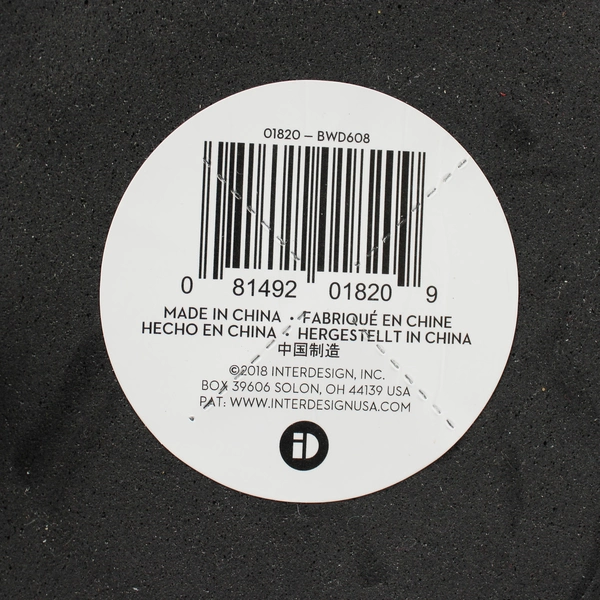 01820 – BWD608
0 81492 01820 9
MADE IN CHINA · FABRIQUÉ EN CHINE
HECHO EN CHINA · HERGESTELLT IN CHINA
中国制造
©2018 INTERDESIGN, INC.
BOX 39606 SOLON, OH 44139 USA
PAT: WWW.INTERDESIGNUSA.COM
iD